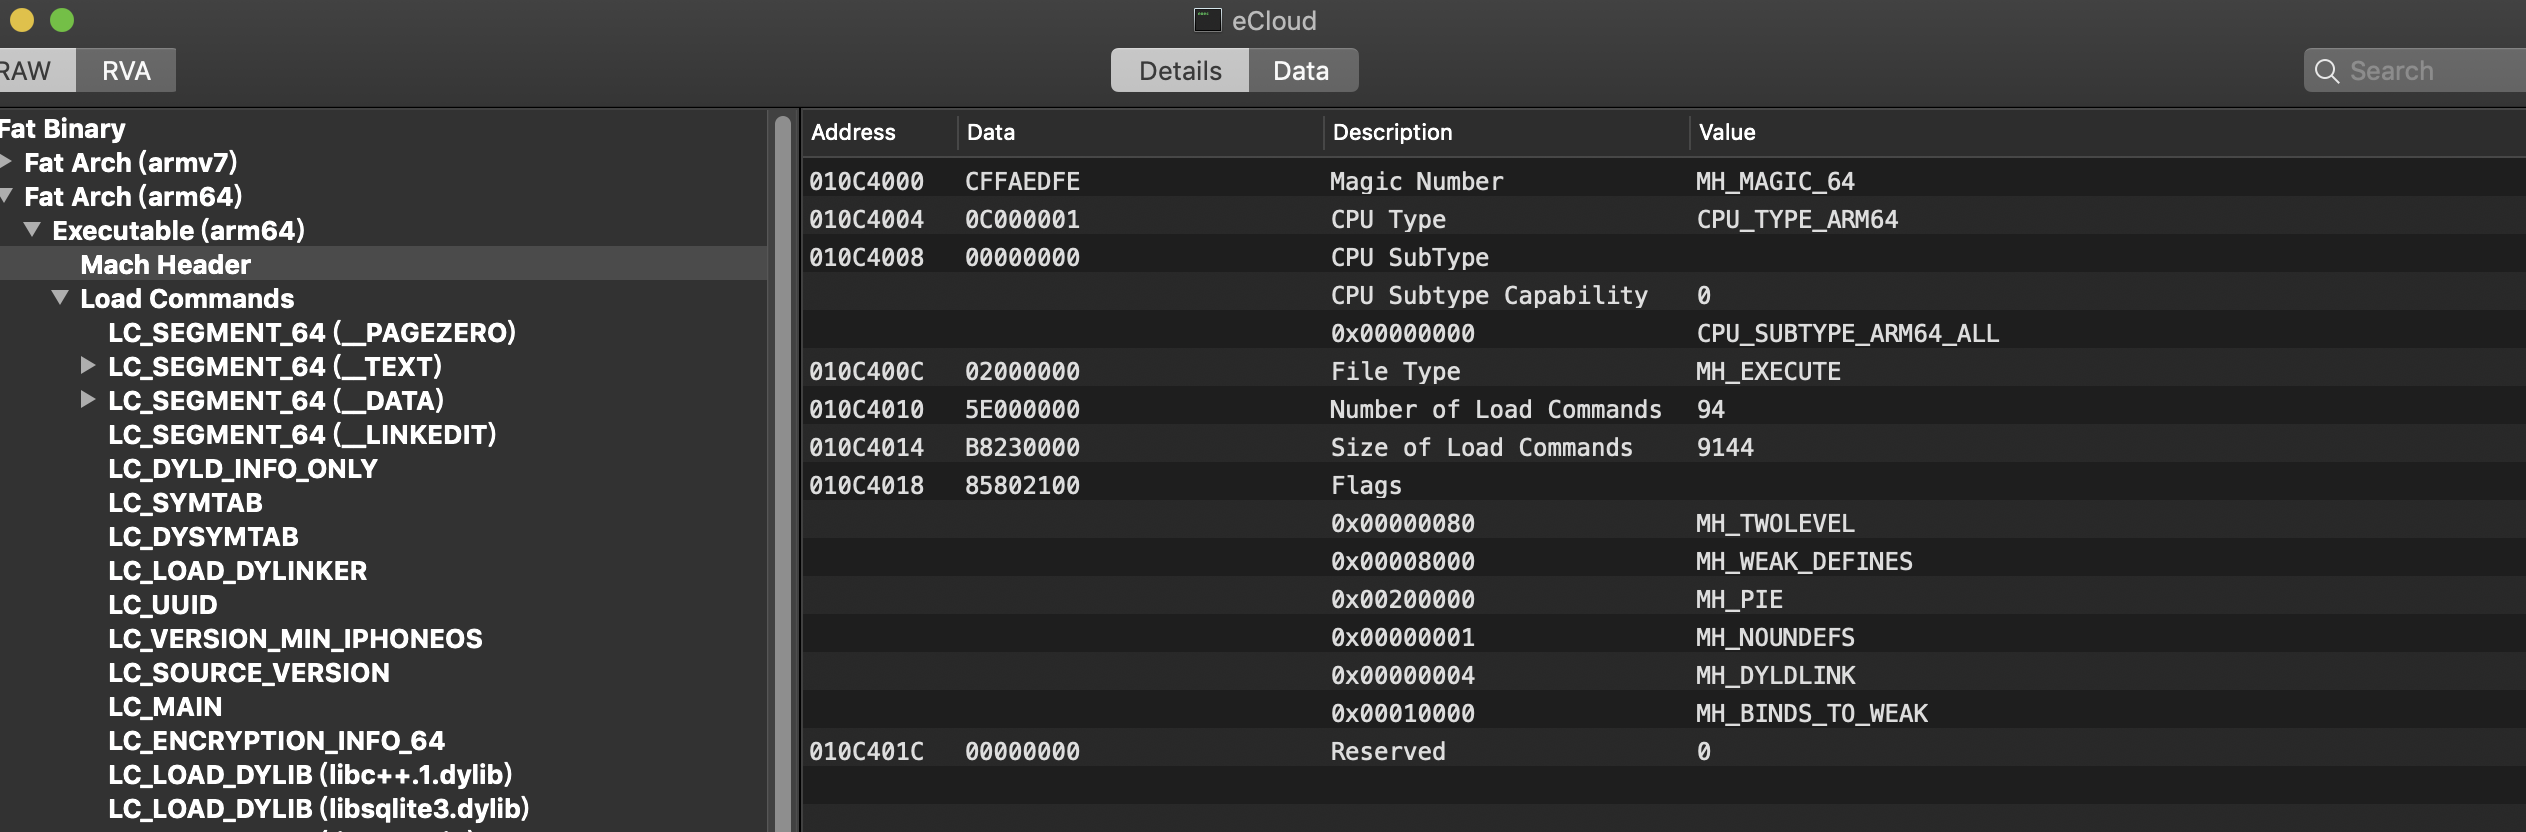 eCloud
RAW RVA Details Data Search
Fat Binary
Fat Arch (armv7)
Fat Arch (arm64)
Executable (arm64)
Mach Header
Load Commands
LC_SEGMENT_64 (__PAGEZERO)
LC_SEGMENT_64 (__TEXT)
LC_SEGMENT_64 (__DATA)
LC_SEGMENT_64 (__LINKEDIT)
LC_DYLD_INFO_ONLY
LC_SYMTAB
LC_DYSYMTAB
LC_LOAD_DYLINKER
LC_UUID
LC_VERSION_MIN_IPHONEOS
LC_SOURCE_VERSION
LC_MAIN
LC_ENCRYPTION_INFO_64
LC_LOAD_DYLIB (libc++.1.dylib)
LC_LOAD_DYLIB (libsqlite3.dylib)
Address Data Description Value
010C4000 CFFAEDFE Magic Number MH_MAGIC_64
010C4004 0C000001 CPU Type CPU_TYPE_ARM64
010C4008 00000000 CPU SubType
CPU Subtype Capability 0
0x00000000 CPU_SUBTYPE_ARM64_ALL
010C400C 02000000 File Type MH_EXECUTE
010C4010 5E000000 Number of Load Commands 94
010C4014 B8230000 Size of Load Commands 9144
010C4018 85802100 Flags
0x00000080 MH_TWOLEVEL
0x00008000 MH_WEAK_DEFINES
0x00200000 MH_PIE
0x00000001 MH_NOUNDEFS
0x00000004 MH_DYLDLINK
0x00010000 MH_BINDS_TO_WEAK
010C401C 00000000 Reserved 0